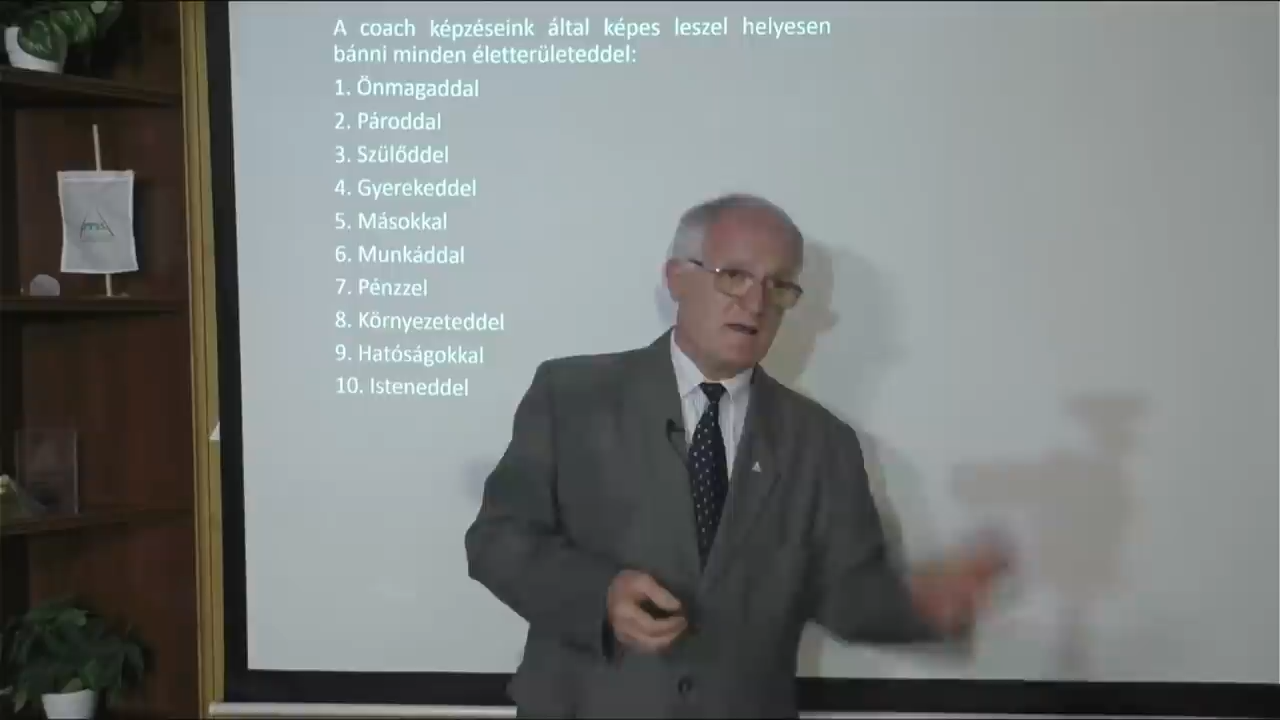 A coach képzéseink által képes leszel helyesen
bánni minden életterületeddel:
1. Önmagaddal
2. Pároddal
3. Szülőddel
4. Gyerekeddel
5. Másokkal
6. Munkáddal
7. Pénzzel
8. Környezeteddel
9. Hatóságokkal
10. Isteneddel